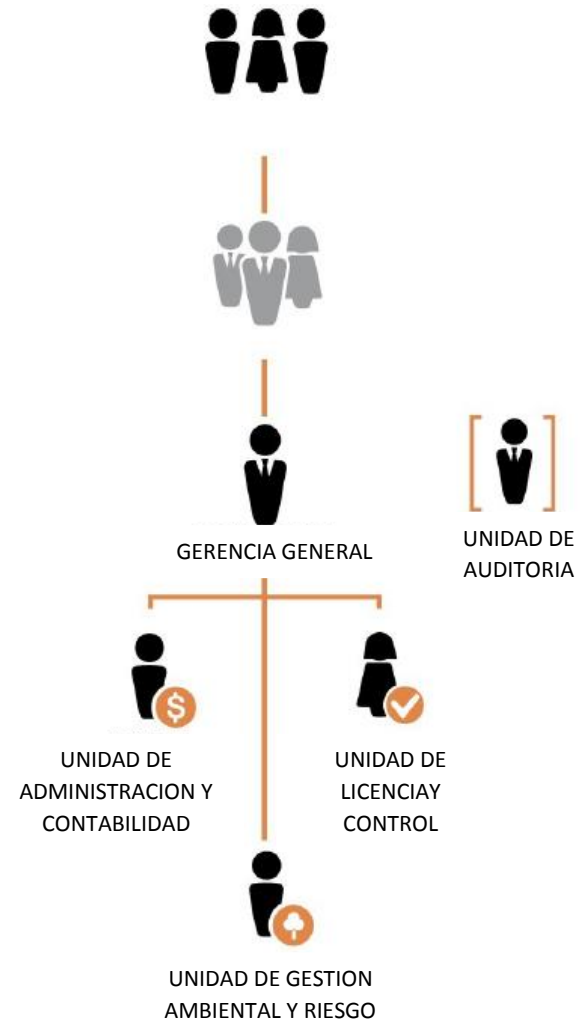 GERENCIA GENERAL
UNIDAD DE
AUDITORIA
$
UNIDAD DE
ADMINISTRACION Y
CONTABILIDAD
UNIDAD DE
LICENCIAY
CONTROL
UNIDAD DE GESTION
AMBIENTAL Y RIESGO